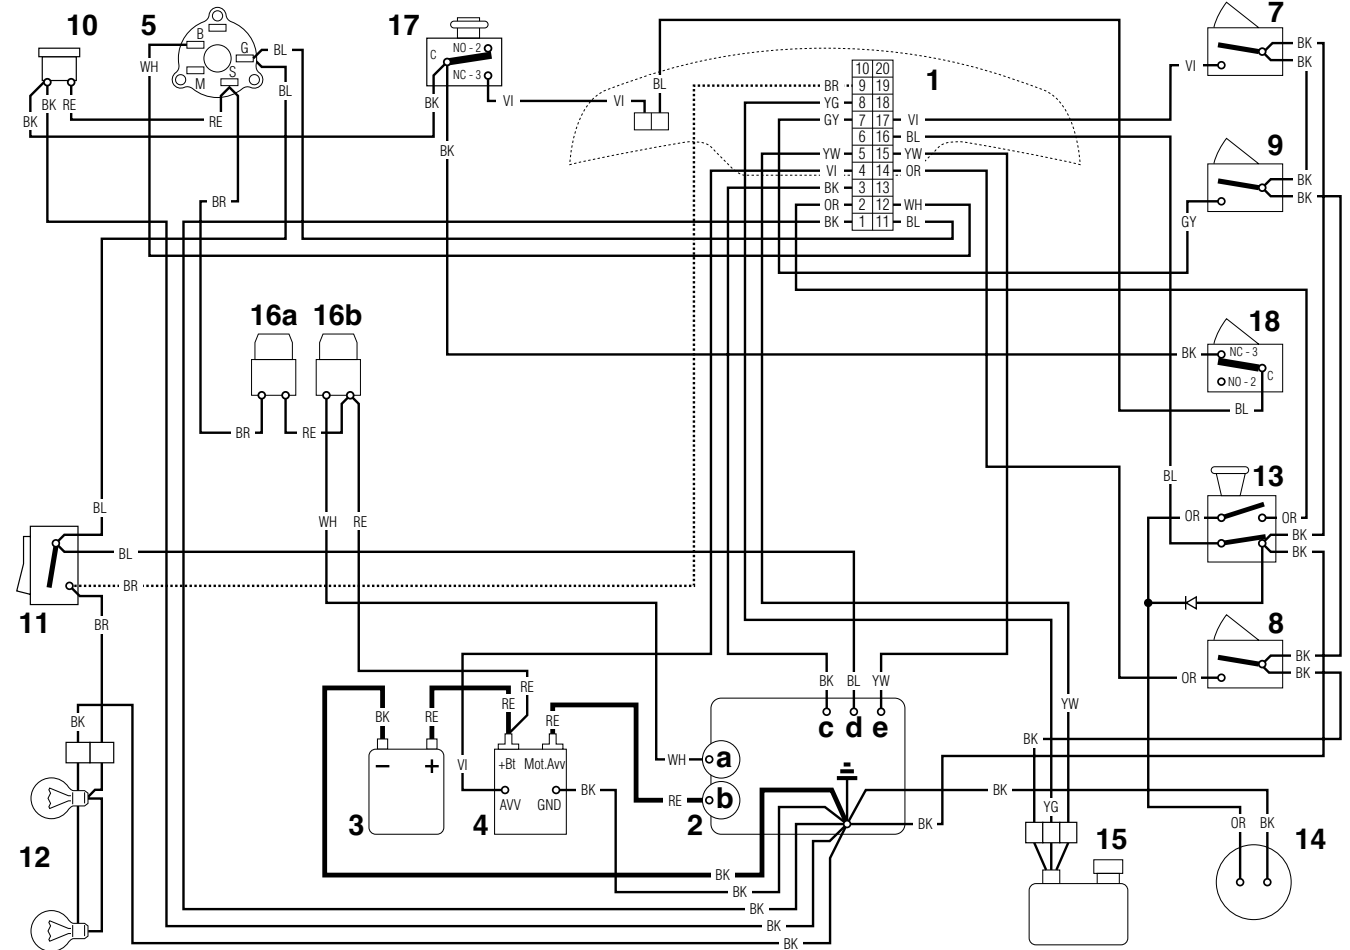 10
5
17
7
B
G
BL
C
NO - 2
NC - 3
BK
BK
VI
WH
M
S
BL
BK
RE
BK
RE
BK
VI
VI
BL
BR
YG
GY
YW
VI
BK
OR
BK
10 20
9 19
8 18
7 17
6 16
5 15
4 14
3 13
2 12
1 11
1
VI
BL
YW
OR
WH
BL
BK
9
BK
BK
GY
BR
16a
16b
18
BK
NC - 3
C
NO - 2
BL
BR
RE
BL
WH
RE
BL
13
OR
OR
BK
BK
BL
BR
11
BR
8
BK
BK
OR
BK
RE
RE
BK
RE
RE
BK
BL
YW
c
d
e
YW
BK
–
+
VI
+Bt
Mot.Avv
AVV
GND
BK
WH
a
RE
b
2
3
4
BK
BK
YG
OR
BK
15
14
12
BK
BK
BK
BK
BK